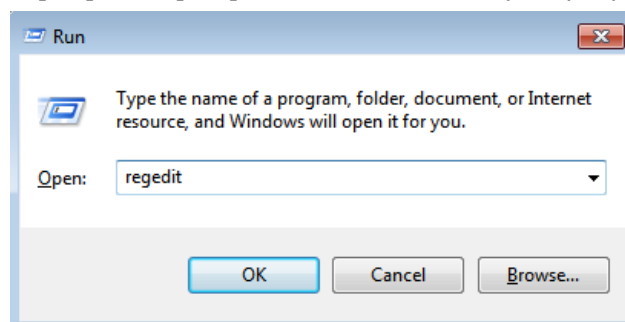 Run
Type the name of a program, folder, document, or Internet
resource, and Windows will open it for you.
Open: regedit
OK Cancel Browse...